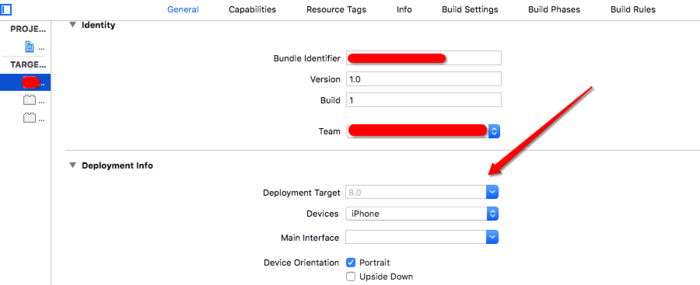 General Capabilities Resource Tags Info Build Settings Build Phases Build Rules
PROJE...
...
TARGE...
...
...
...
Identity
Bundle Identifier
Version 1.0
Build 1
Team
Deployment Info
Deployment Target 8.0
Devices iPhone
Main Interface
Device Orientation Portrait
Upside Down